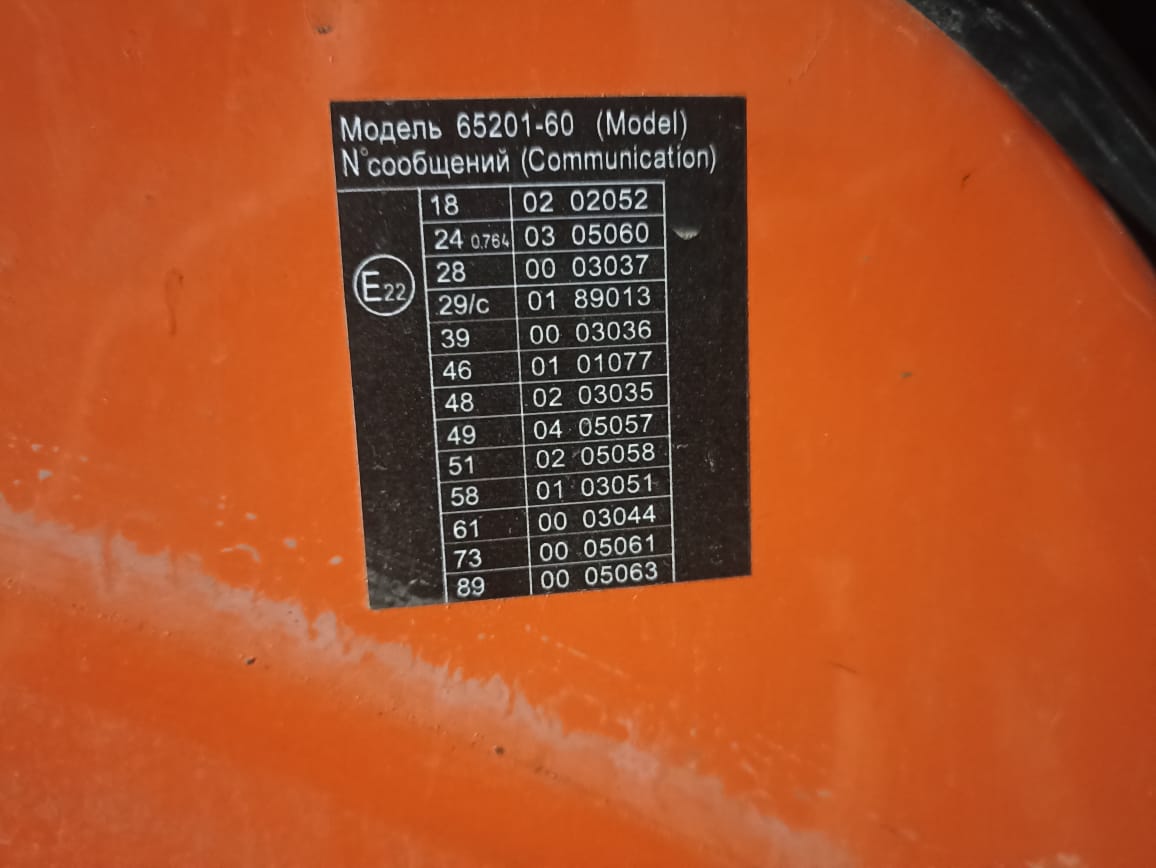 Модель 65201-60 (Model)
N°сообщений (Communication)
18 02 02052
24 0.764 03 05060
28 00 03037
E22 29/c 01 89013
39 00 03036
46 01 01077
48 02 03035
49 04 05057
51 02 05058
58 01 03051
61 00 03044
73 00 05061
89 00 05063